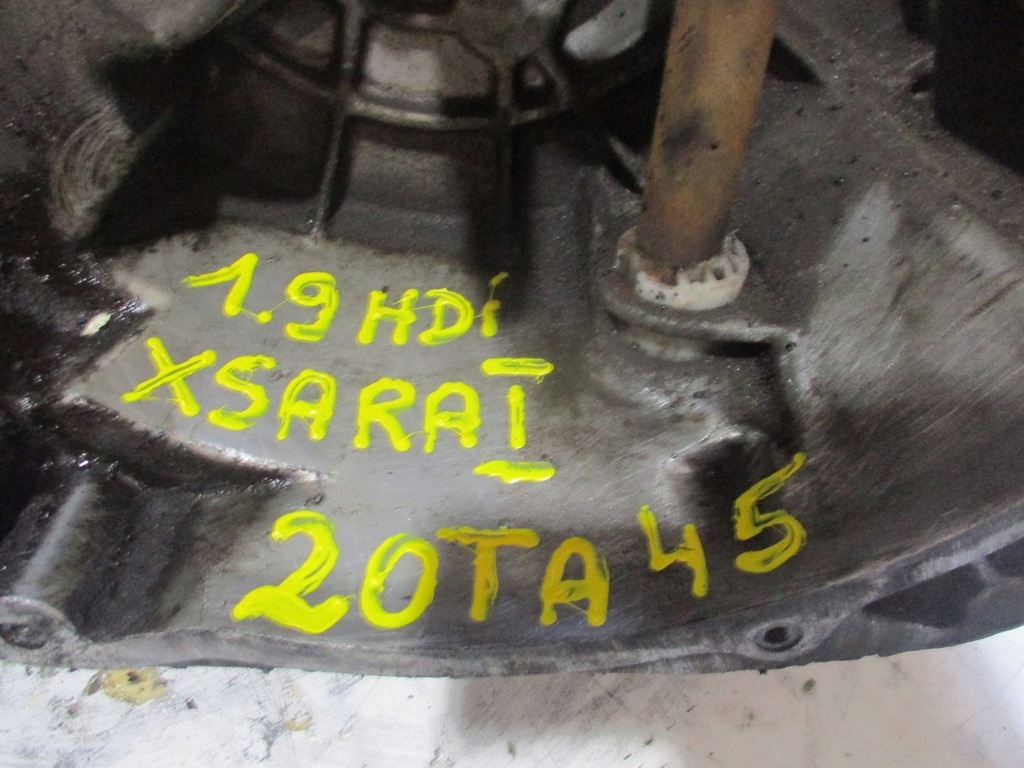 1.9 HDi
XSARA I
20TA45